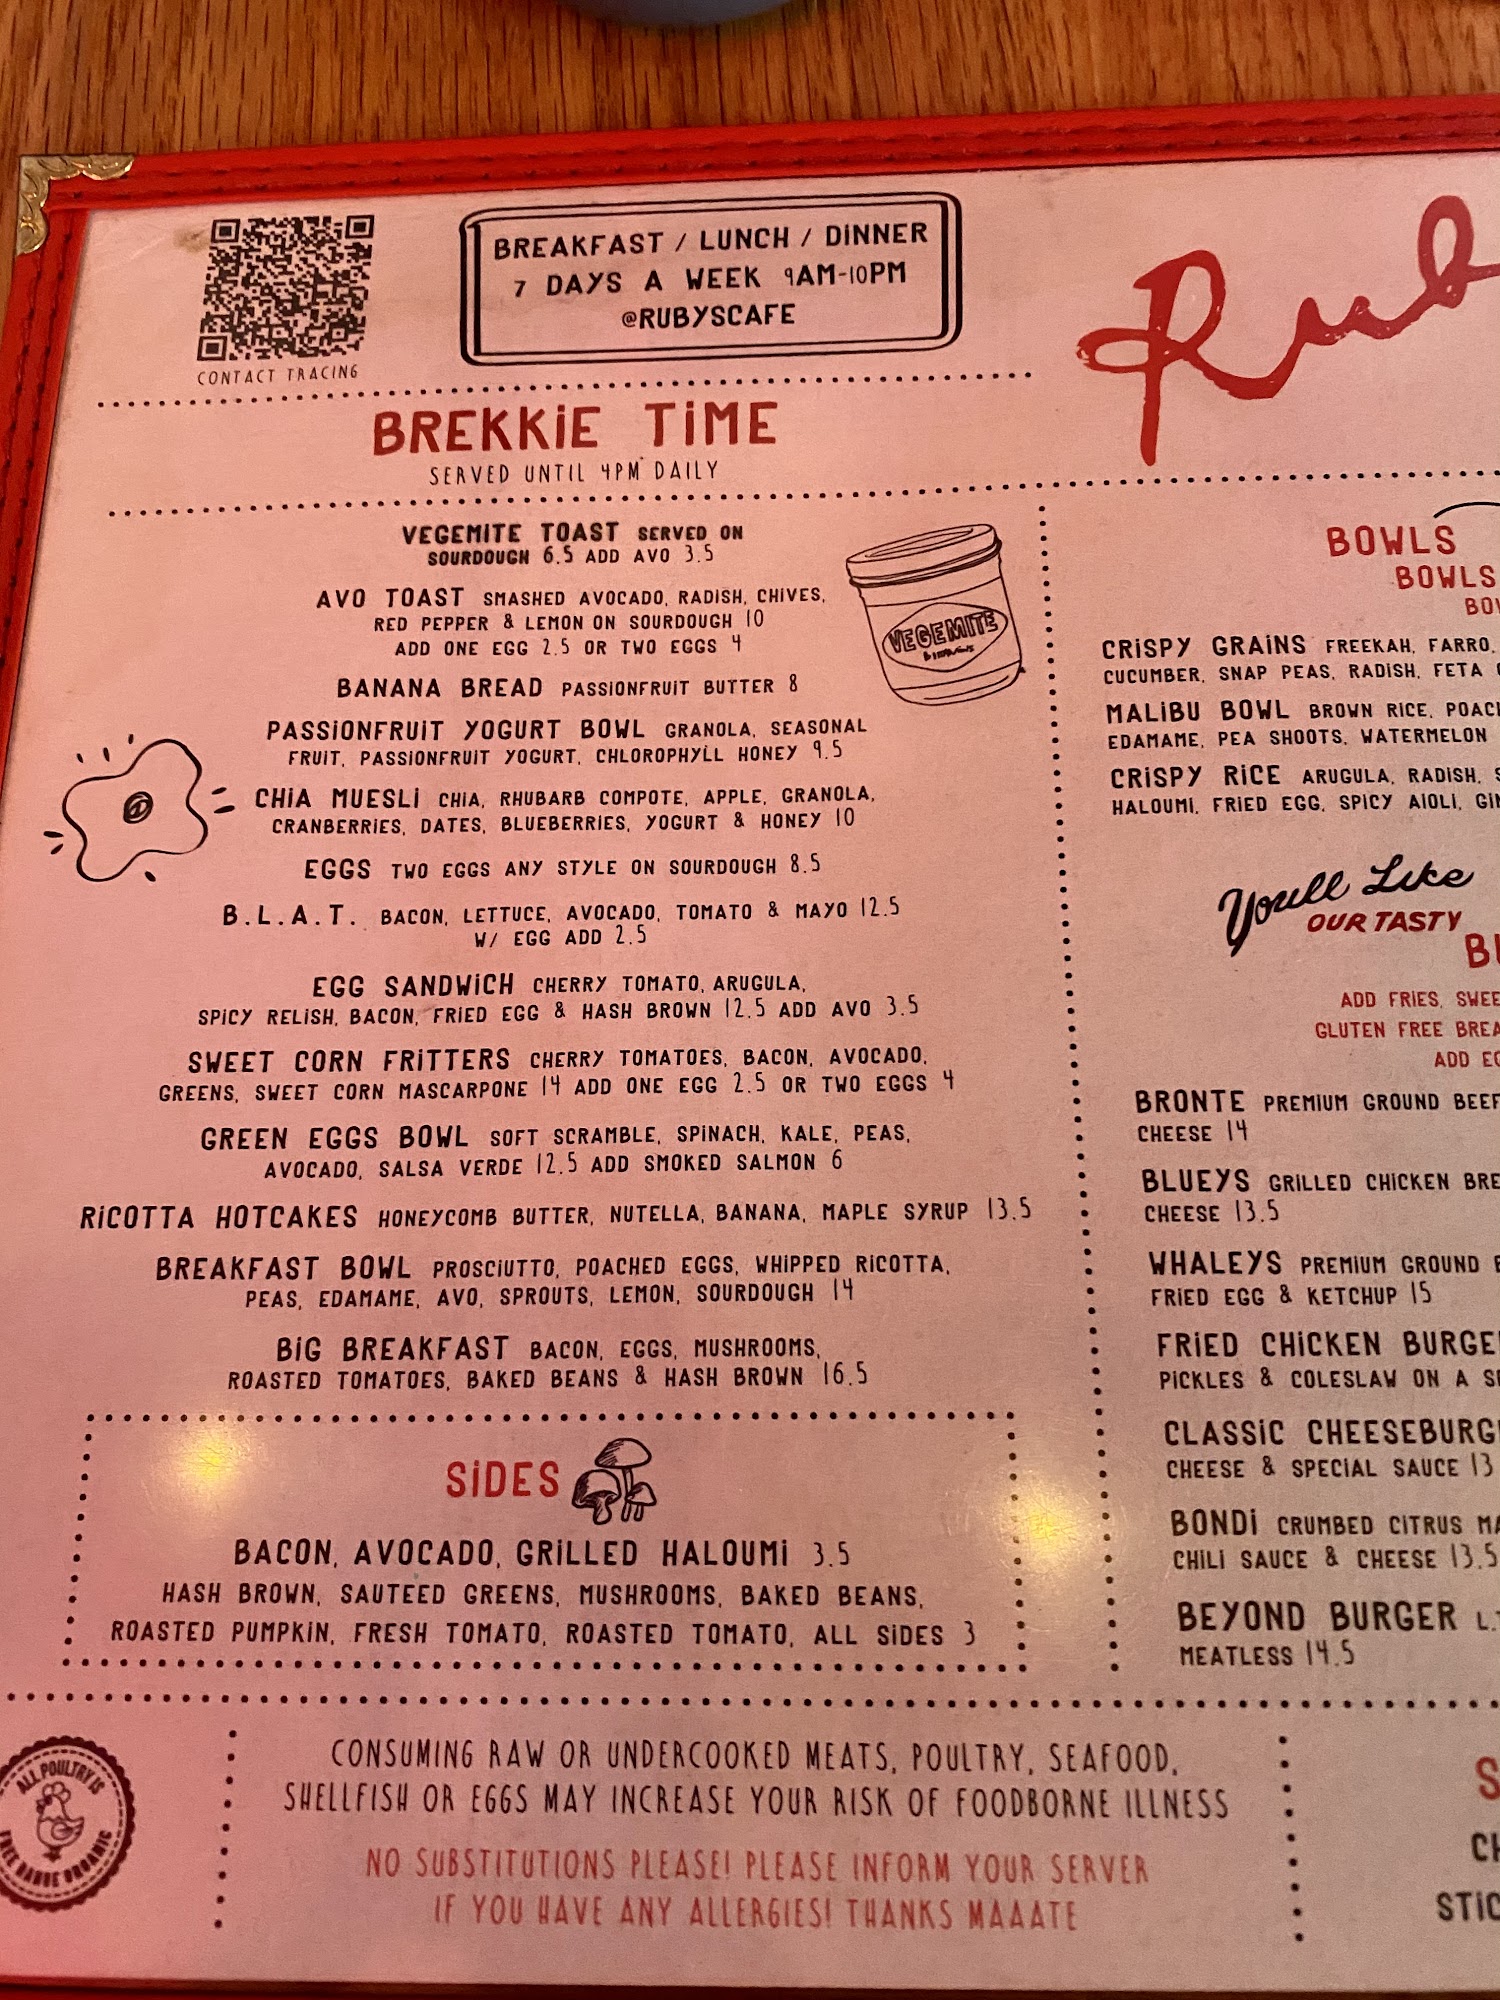 BREAKFAST / LUNCH / DINNER
7 DAYS A WEEK 9AM-10PM
@RUBYSCAFE
CONTACT TRACING
BREKKIE TIME
SERVED UNTIL 4PM DAILY
VEGEMITE TOAST SERVED ON
SOURDOUGH 6.5 ADD AVO 3.5
AVO TOAST SMASHED AVOCADO, RADISH, CHIVES,
RED PEPPER & LEMON ON SOURDOUGH 10
ADD ONE EGG 2.5 OR TWO EGGS 4
VEGEMITE
BANANA BREAD PASSIONFRUIT BUTTER 8
PASSIONFRUIT YOGURT BOWL GRANOLA, SEASONAL
FRUIT, PASSIONFRUIT YOGURT, CHLOROPHYLL HONEY 9.5
CHIA MUESLI CHIA, RHUBARB COMPOTE, APPLE, GRANOLA,
CRANBERRIES, DATES, BLUEBERRIES, YOGURT & HONEY 10
EGGS TWO EGGS ANY STYLE ON SOURDOUGH 8.5
B.L.A.T. BACON, LETTUCE, AVOCADO, TOMATO & MAYO 12.5
W/ EGG ADD 2.5
EGG SANDWICH CHERRY TOMATO, ARUGULA,
SPICY RELISH, BACON, FRIED EGG & HASH BROWN 12.5 ADD AVO 3.5
SWEET CORN FRITTERS CHERRY TOMATOES, BACON, AVOCADO,
GREENS, SWEET CORN MASCARPONE 14 ADD ONE EGG 2.5 OR TWO EGGS 4
GREEN EGGS BOWL SOFT SCRAMBLE, SPINACH, KALE, PEAS,
AVOCADO, SALSA VERDE 12.5 ADD SMOKED SALMON 6
RICOTTA HOTCAKES HONEYCOMB BUTTER, NUTELLA, BANANA, MAPLE SYRUP 13.5
BREAKFAST BOWL PROSCIUTTO, POACHED EGGS, WHIPPED RICOTTA,
PEAS, EDAMAME, AVO, SPROUTS, LEMON, SOURDOUGH 14
BIG BREAKFAST BACON, EGGS, MUSHROOMS,
ROASTED TOMATOES, BAKED BEANS & HASH BROWN 16.5
SIDES
BACON, AVOCADO, GRILLED HALOUMI 3.5
HASH BROWN, SAUTEED GREENS, MUSHROOMS, BAKED BEANS,
ROASTED PUMPKIN, FRESH TOMATO, ROASTED TOMATO, ALL SIDES 3
Rub
BOWLS
BOWLS
CRISPY GRAINS FREEKAH, FARRO,
CUCUMBER, SNAP PEAS, RADISH, FETA
MALIBU BOWL BROWN RICE,
EDAMAME, PEA SHOOTS, WATERMELON
CRISPY RICE ARUGULA, RADISH,
HALOUMI, FRIED EGG, SPICY AIOLI,
You'll Like
OUR TASTY
ADD FRIES,
GLUTEN FREE
ADD
BRONTE PREMIUM GROUND BEEF
CHEESE 14
BLUEYS GRILLED CHICKEN
CHEESE 13.5
WHALEYS PREMIUM GROUND
FRIED EGG & KETCHUP 15
FRIED CHICKEN BURGER
PICKLES & COLESLAW ON A
CLASSIC CHEESEBURG
CHEESE & SPECIAL SAUCE 13
BONDI CRUMBED CITRUS
CHILI SAUCE & CHEESE 13.5
BEYOND BURGER
MEATLESS 14.5
ALL POULTRY IS
FREE RANGE ORGANIC
CONSUMING RAW OR UNDERCOOKED MEATS, POULTRY, SEAFOOD,
SHELLFISH OR EGGS MAY INCREASE YOUR RISK OF FOODBORNE ILLNESS
NO SUBSTITUTIONS PLEASE! PLEASE INFORM YOUR SERVER
IF YOU HAVE ANY ALLERGIES! THANKS MAAATE